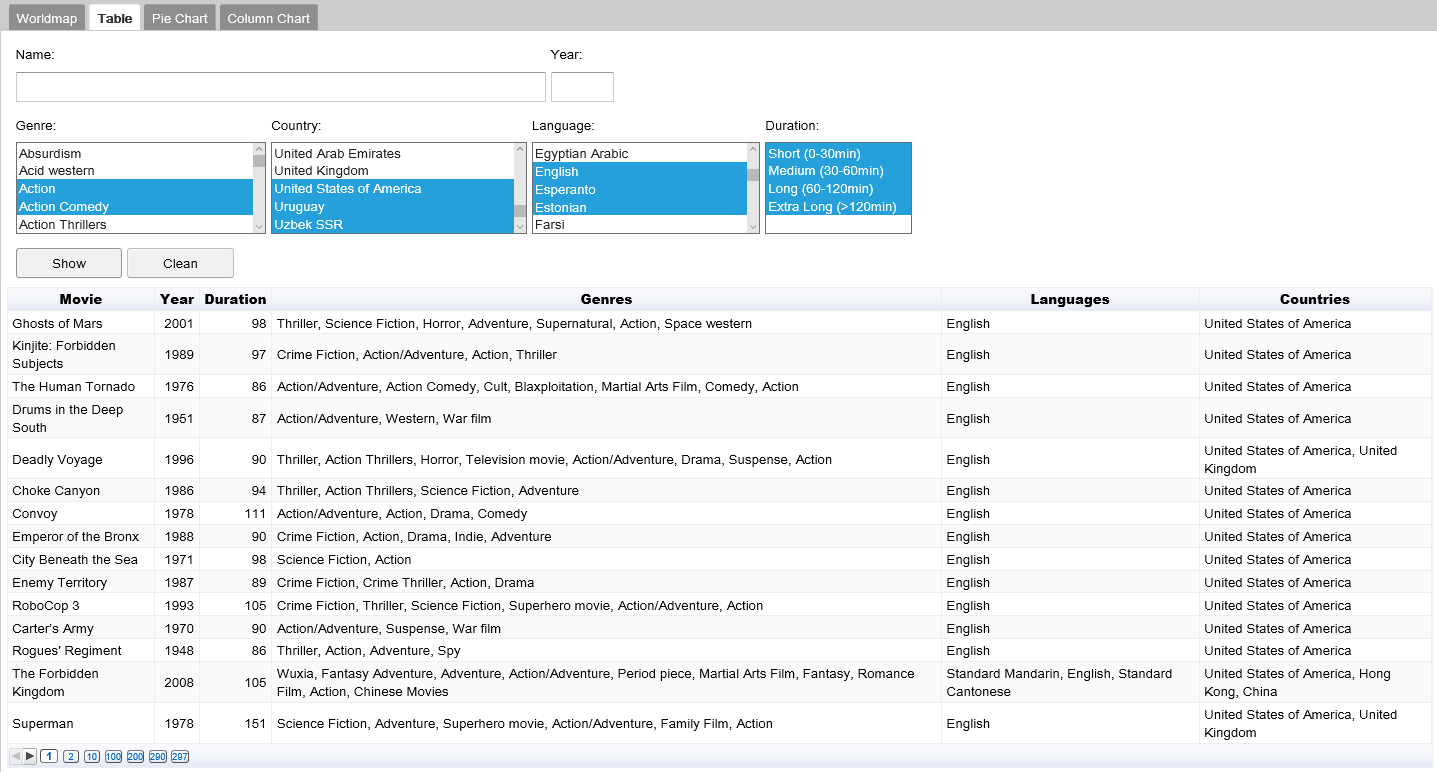 Worldmap Table Pie Chart Column Chart
Name: Year:
Genre: Country: Language: Duration:
Absurdism United Arab Emirates Egyptian Arabic Short (0-30min)
Acid western United Kingdom English Medium (30-60min)
Action United States of America Esperanto Long (60-120min)
Action Comedy Uruguay Estonian Extra Long (>120min)
Action Thrillers Uzbek SSR Farsi
Show Clean
Movie Year Duration Genres Languages Countries
Ghosts of Mars 2001 98 Thriller, Science Fiction, Horror, Adventure, Supernatural, Action, Space western English United States of America
Kinjite: Forbidden
Subjects 1989 97 Crime Fiction, Action/Adventure, Action, Thriller English United States of America
The Human Tornado 1976 86 Action/Adventure, Action Comedy, Cult, Blaxploitation, Martial Arts Film, Comedy, Action English United States of America
Drums in the Deep
South 1951 87 Action/Adventure, Western, War film English United States of America
Deadly Voyage 1996 90 Thriller, Action Thrillers, Horror, Television movie, Action/Adventure, Drama, Suspense, Action English United States of America, United
Kingdom
Choke Canyon 1986 94 Thriller, Action Thrillers, Science Fiction, Adventure English United States of America
Convoy 1978 111 Action/Adventure, Action, Drama, Comedy English United States of America
Emperor of the Bronx 1988 90 Crime Fiction, Action, Drama, Indie, Adventure English United States of America
City Beneath the Sea 1971 98 Science Fiction, Action English United States of America
Enemy Territory 1987 89 Crime Fiction, Crime Thriller, Action, Drama English United States of America
RoboCop 3 1993 105 Crime Fiction, Thriller, Science Fiction, Superhero movie, Action/Adventure, Action English United States of America
Carter's Army 1970 90 Action/Adventure, Suspense, War film English United States of America
Rogues' Regiment 1948 86 Thriller, Action, Adventure, Spy English United States of America
The Forbidden
Kingdom 2008 105 Wuxia, Fantasy Adventure, Adventure, Action/Adventure, Period piece, Martial Arts Film, Fantasy, Romance
Film, Action, Chinese Movies Standard Mandarin, English, Standard
Cantonese United States of America, Hong
Kong, China
Superman 1978 151 Science Fiction, Adventure, Superhero movie, Action/Adventure, Family Film, Action English United States of America, United
Kingdom
1 2 10 100 200 290 297